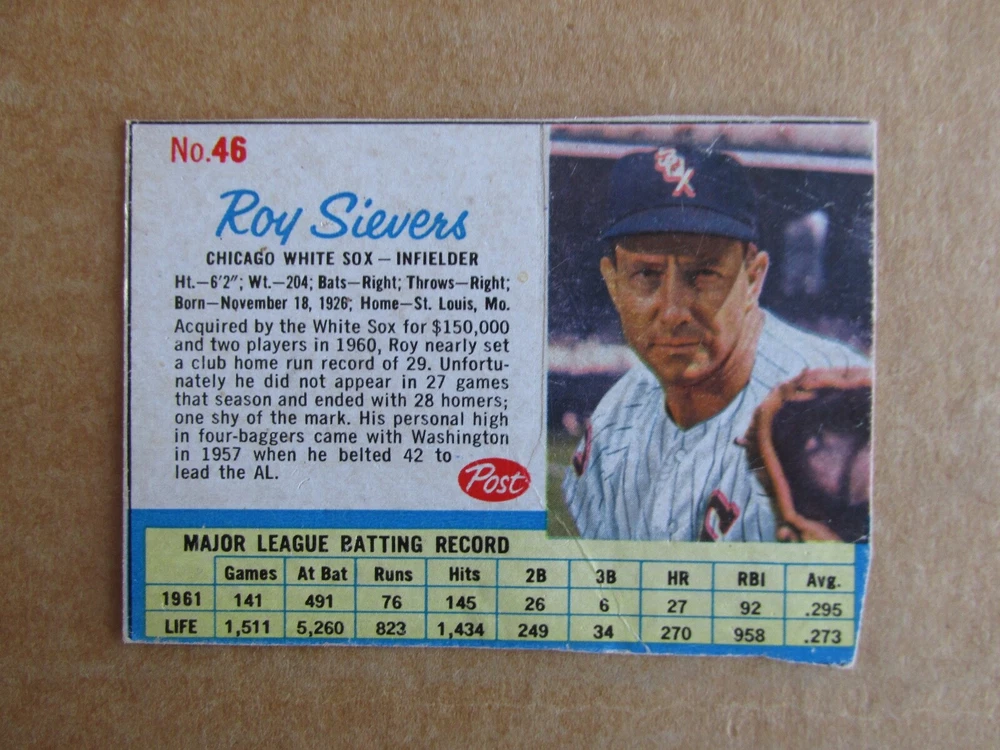 No.46
Roy Sievers
CHICAGO WHITE SOX — INFIELDER
Ht.—6'2"; Wt.—204; Bats—Right; Throws—Right;
Born—November 18, 1926; Home—St. Louis, Mo.
Acquired by the White Sox for $150,000
and two players in 1960, Roy nearly set
a club home run record of 29. Unfortu-
nately he did not appear in 27 games
that season and ended with 28 homers;
one shy of the mark. His personal high
in four-baggers came with Washington
in 1957 when he belted 42 to
lead the AL.
Post
SOX
MAJOR LEAGUE BATTING RECORD
Games At Bat Runs Hits 2B 3B HR RBI Avg.
1961 141 491 76 145 26 6 27 92 .295
LIFE 1,511 5,260 823 1,434 249 34 270 958 .273